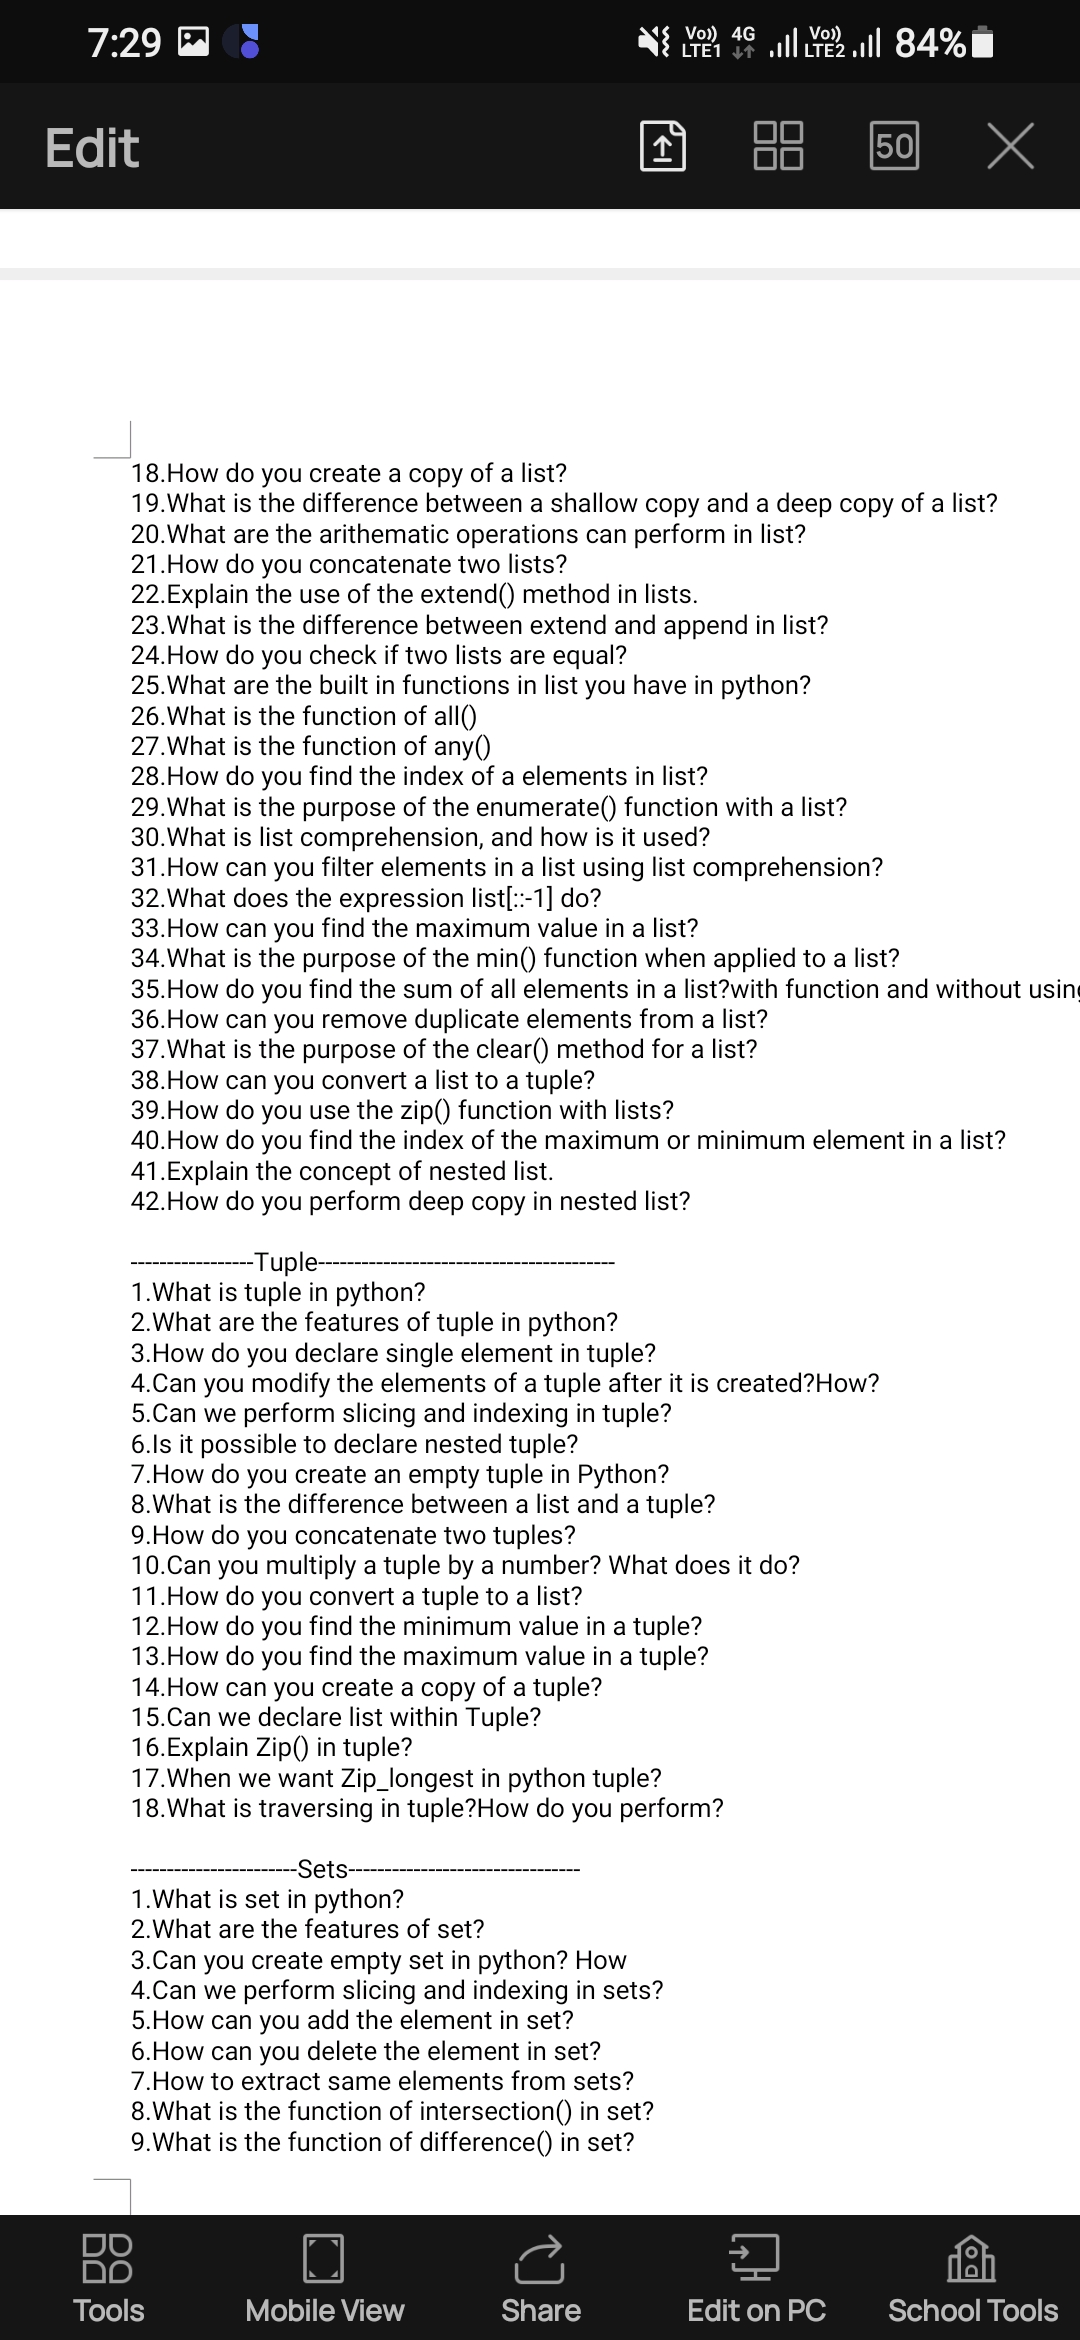 7:29
Vo)) LTE1 4G Vo)) LTE2 84%
Edit
50
18.How do you create a copy of a list?
19.What is the difference between a shallow copy and a deep copy of a list?
20.What are the arithematic operations can perform in list?
21.How do you concatenate two lists?
22.Explain the use of the extend() method in lists.
23.What is the difference between extend and append in list?
24.How do you check if two lists are equal?
25.What are the built in functions in list you have in python?
26.What is the function of all()
27.What is the function of any()
28.How do you find the index of a elements in list?
29.What is the purpose of the enumerate() function with a list?
30.What is list comprehension, and how is it used?
31.How can you filter elements in a list using list comprehension?
32.What does the expression list[::-1] do?
33.How can you find the maximum value in a list?
34.What is the purpose of the min() function when applied to a list?
35.How do you find the sum of all elements in a list?with function and without
36.How can you remove duplicate elements from a list?
37.What is the purpose of the clear() method for a list?
38.How can you convert a list to a tuple?
39.How do you use the zip() function with lists?
40.How do you find the index of the maximum or minimum element in a list?
41.Explain the concept of nested list.
42.How do you perform deep copy in nested list?
-----------------Tuple-----------------------------------------
1.What is tuple in python?
2.What are the features of tuple in python?
3.How do you declare single element in tuple?
4.Can you modify the elements of a tuple after it is created?How?
5.Can we perform slicing and indexing in tuple?
6.Is it possible to declare nested tuple?
7.How do you create an empty tuple in Python?
8.What is the difference between a list and a tuple?
9.How do you concatenate two tuples?
10.Can you multiply a tuple by a number? What does it do?
11.How do you convert a tuple to a list?
12.How do you find the minimum value in a tuple?
13.How do you find the maximum value in a tuple?
14.How can you create a copy of a tuple?
15.Can we declare list within Tuple?
16.Explain Zip() in tuple?
17.When we want Zip_longest in python tuple?
18.What is traversing in tuple?How do you perform?
-----------------------Sets--------------------------------
1.What is set in python?
2.What are the features of set?
3.Can you create empty set in python? How
4.Can we perform slicing and indexing in sets?
5.How can you add the element in set?
6.How can you delete the element in set?
7.How to extract same elements from sets?
8.What is the function of intersection() in set?
9.What is the function of difference() in set?
Tools Mobile View Share Edit on PC School Tools